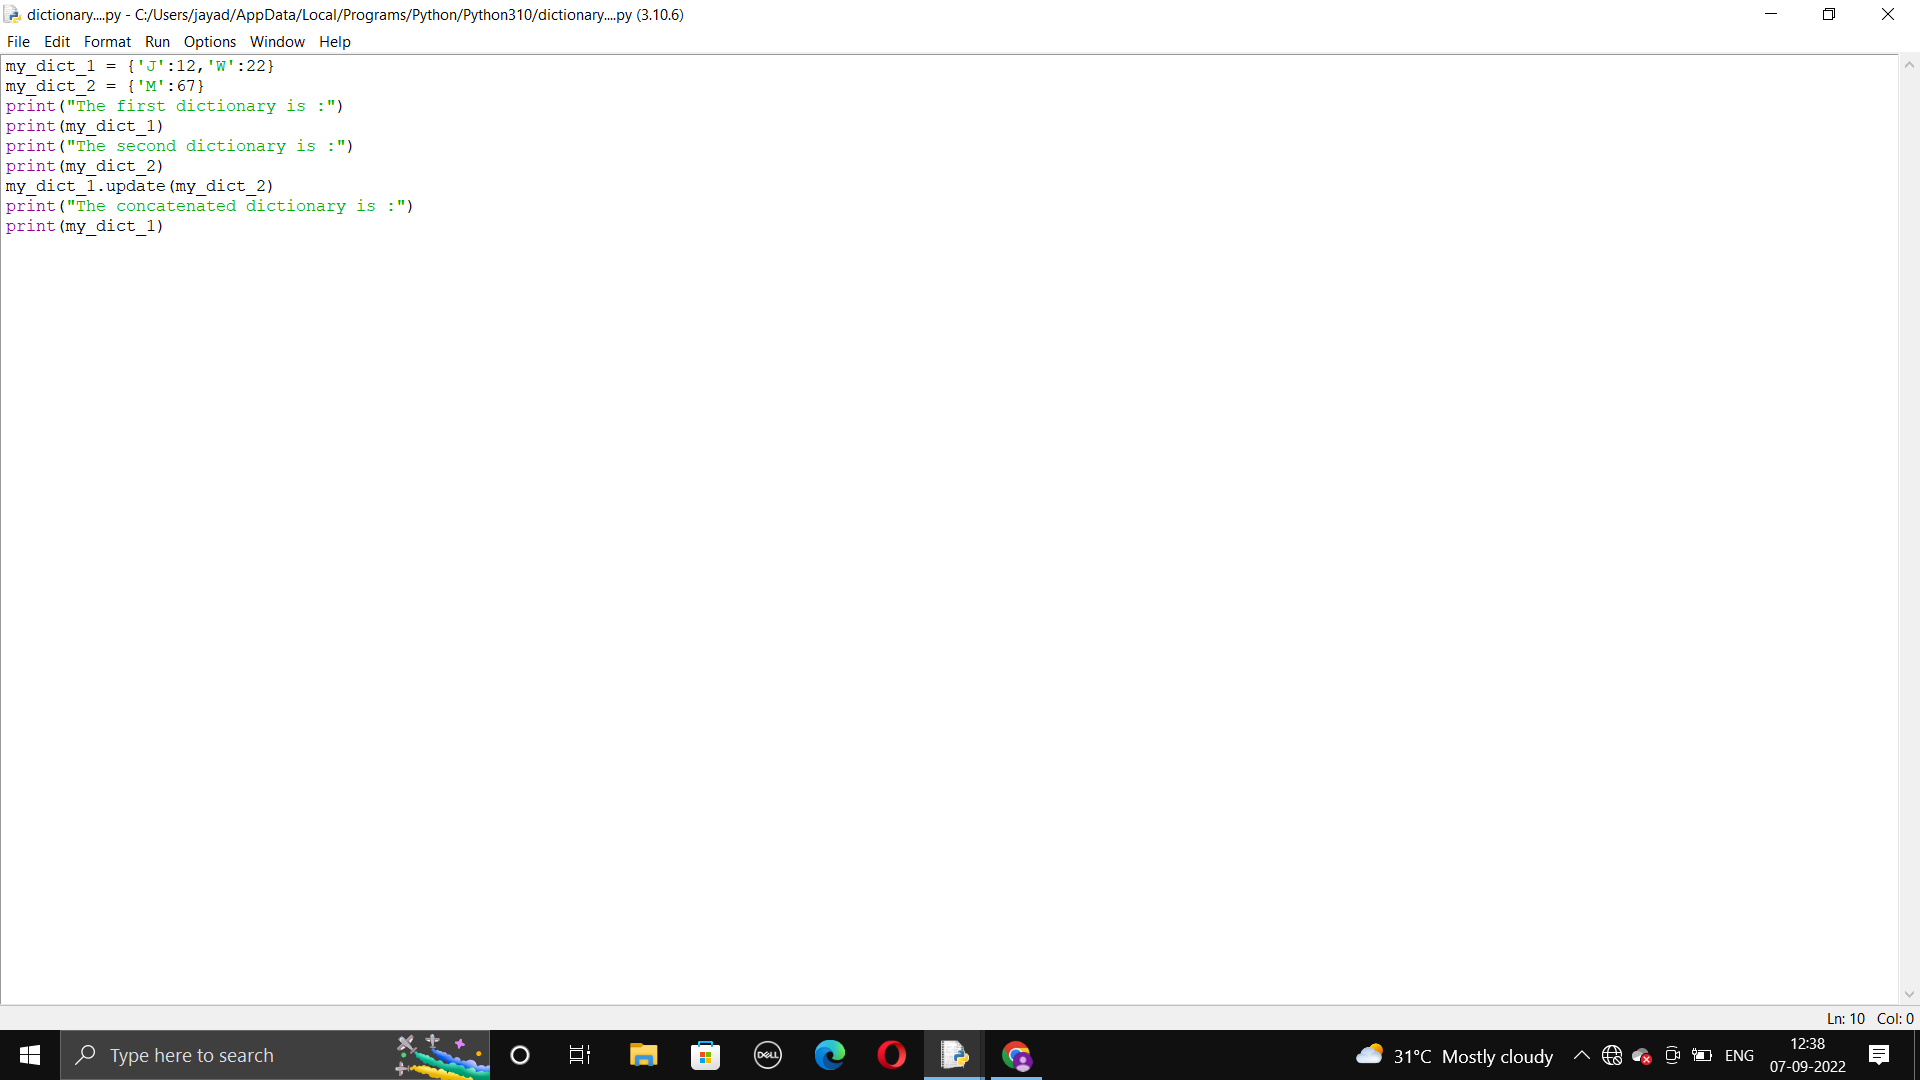 dictionary....py - C:/Users/jayad/AppData/Local/Programs/Python/Python310/dictionary....py (3.10.6)
File Edit Format Run Options Window Help
my_dict_1 = {'J':12,'W':22}
my_dict_2 = {'M':67}
print("The first dictionary is :")
print(my_dict_1)
print("The second dictionary is :")
print(my_dict_2)
my_dict_1.update(my_dict_2)
print("The concatenated dictionary is :")
print(my_dict_1)
Ln: 10 Col: 0
Type here to search
DELL
31°C Mostly cloudy
ENG
12:38
07-09-2022